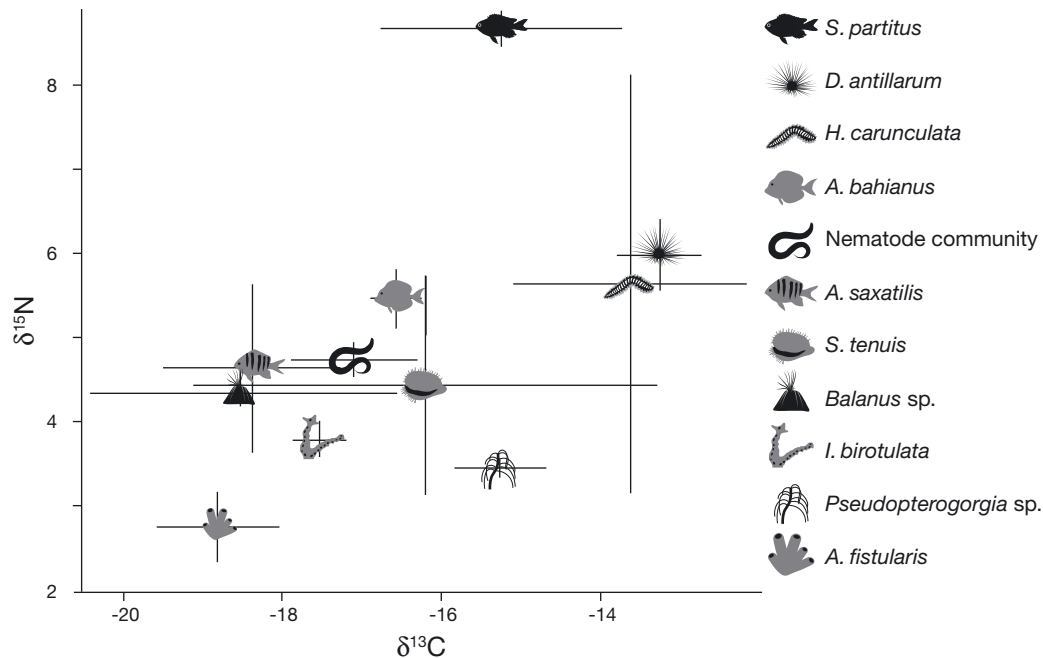 δ¹⁵N
8
6
4
2
-20
-18
-16
-14
δ¹³C
S. partitus
D. antillarum
H. carunculata
A. bahianus
Nematode community
A. saxatilis
S. tenuis
Balanus sp.
I. birotulata
Pseudopterogorgia sp.
A. fistularis